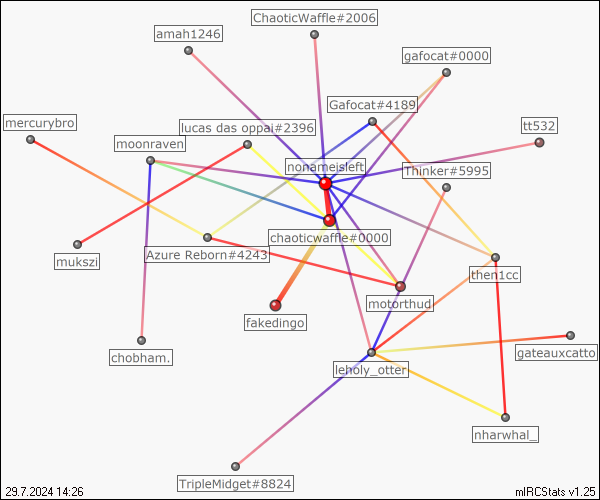 ChaoticWaffle#2006
amah1246
gafocat#0000
Gafocat#4189
mercurybro
lucas das oppai#2396
tt532
moonraven
nonameisleft
Thinker#5995
chaoticwaffle#0000
mukszi
Azure Reborn#4243
then1cc
motorthud
fakedingo
chobham.
gateauxcatto
leholy_otter
nharwhal_
TripleMidget#8824
29.7.2024 14:26
mIRCStats v1.25